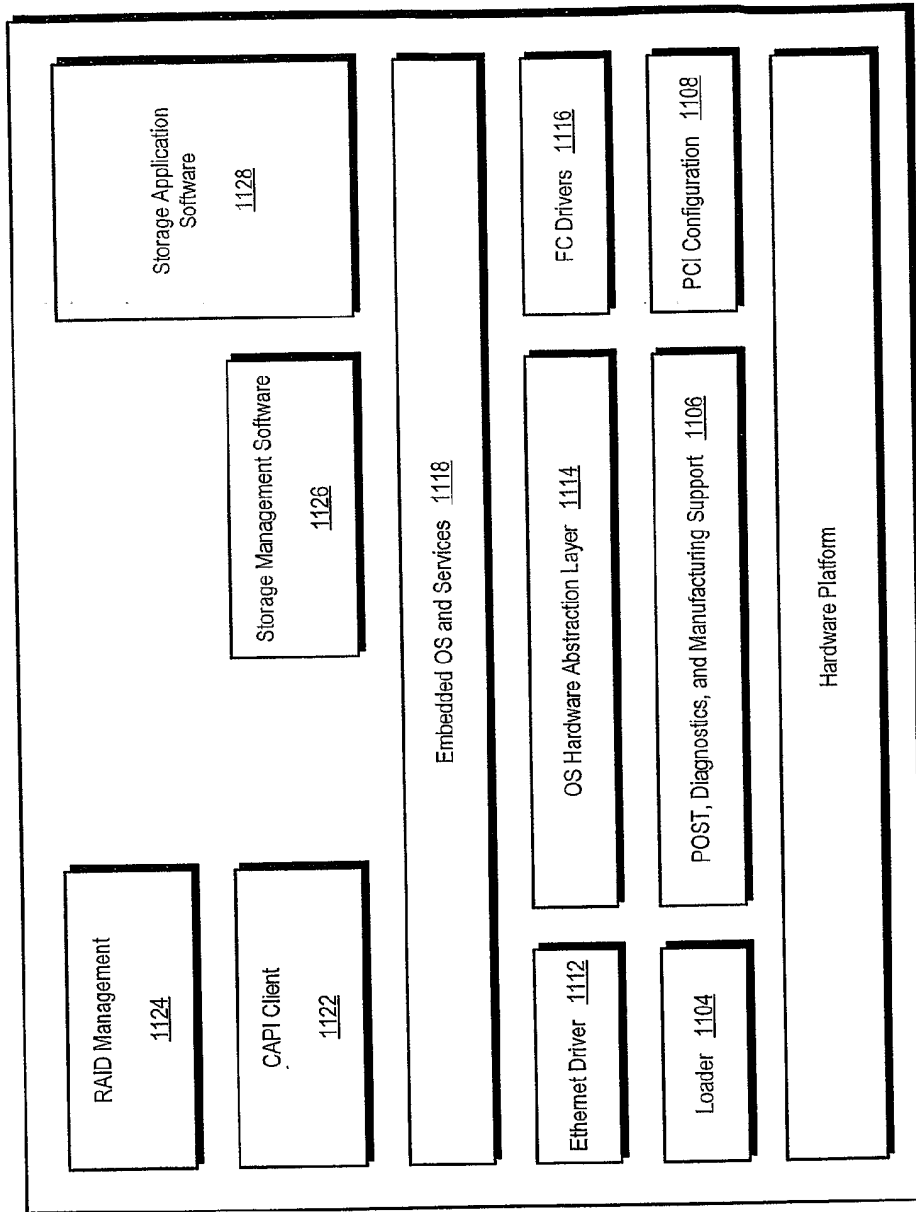 RAID Management
1124
CAPI Client
1122
Storage Management Software
1126
Storage Application
Software
1128
Embedded OS and Services 1118
Ethernet Driver 1112
OS Hardware Abstraction Layer 1114
FC Drivers 1116
Loader 1104
POST, Diagnostics, and Manufacturing Support 1106
PCI Configuration 1108
Hardware Platform